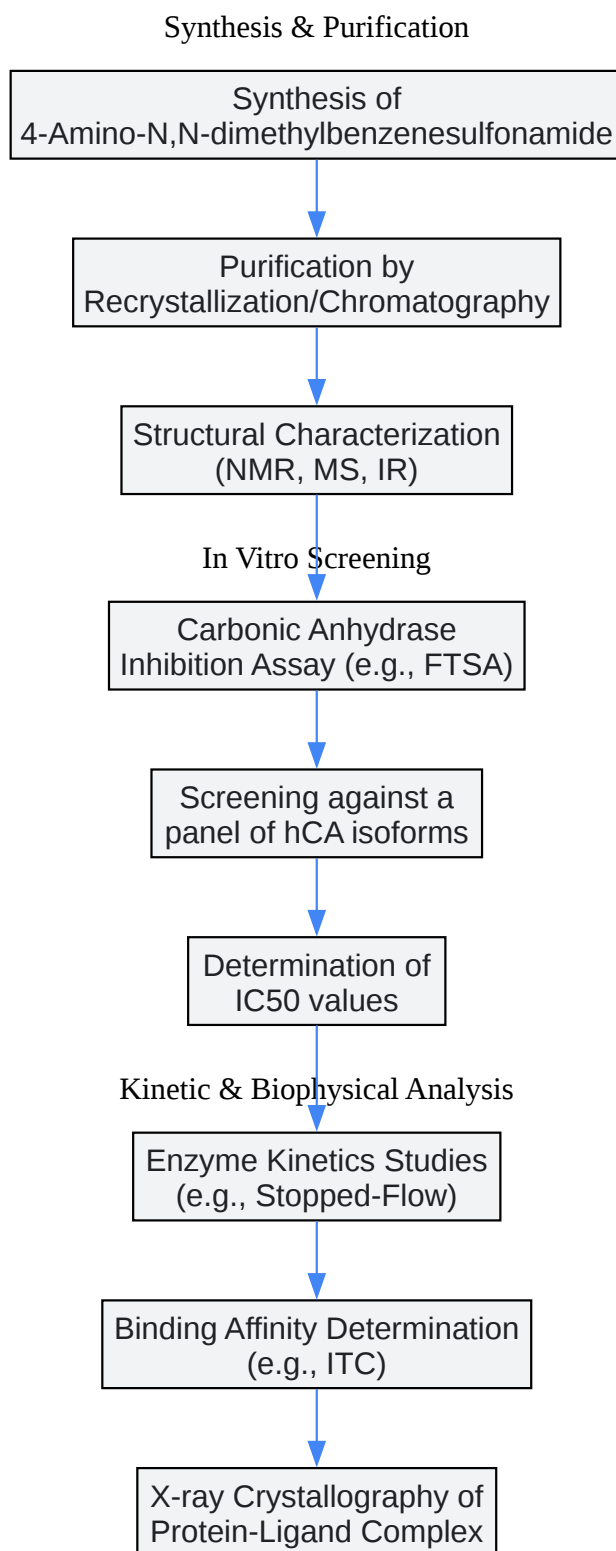 Synthesis & Purification
Synthesis of
4-Amino-N,N-dimethylbenzenesulfonamide
Purification by
Recrystallization/Chromatography
Structural Characterization
(NMR, MS, IR)
In Vitro Screening
Carbonic Anhydrase
Inhibition Assay (e.g., FTSA)
Screening against a
panel of hCA isoforms
Determination of
IC50 values
Kinetic & Biophysical Analysis
Enzyme Kinetics Studies
(e.g., Stopped-Flow)
Binding Affinity Determination
(e.g., ITC)
X-ray Crystallography of
Protein-Ligand Complex